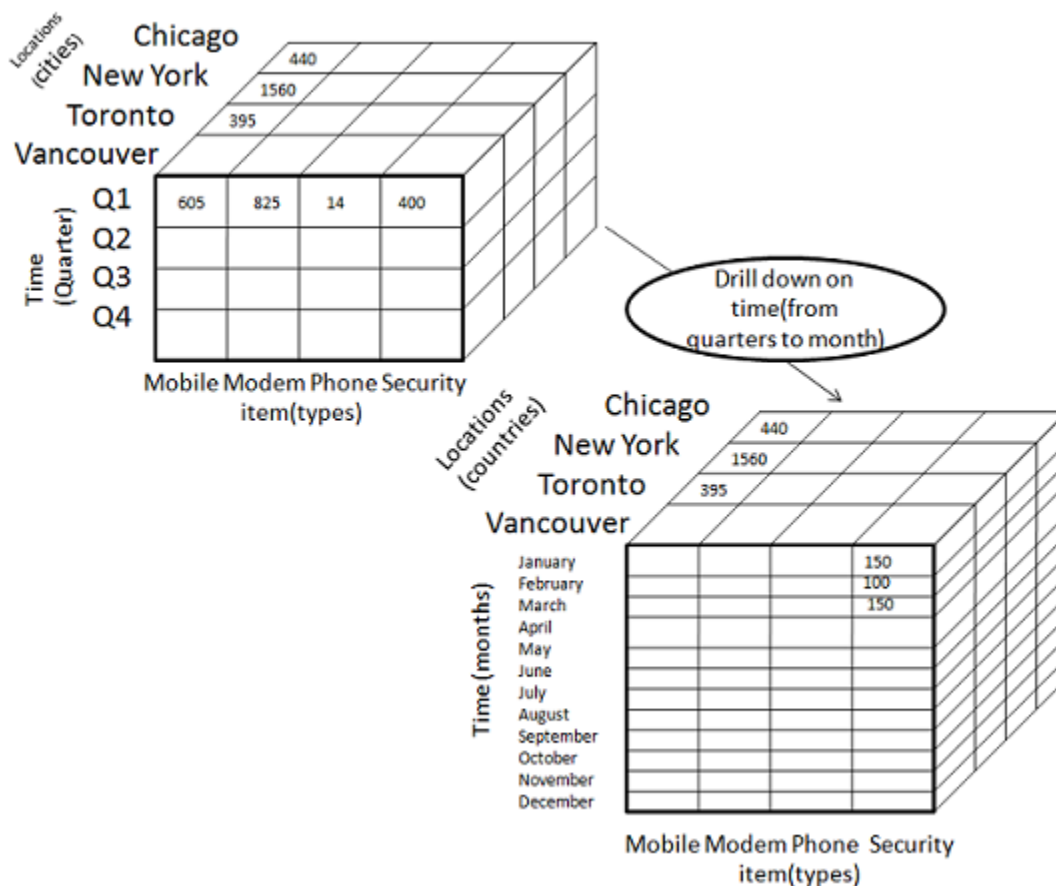 Locations
(cities)
Chicago
New York
Toronto
Vancouver
440
1560
395
Time
(Quarter)
Q1
Q2
Q3
Q4
605 825 14 400
Mobile Modem Phone Security
item(types)
Drill down on
time(from
quarters to month)
Locations
(countries)
Chicago
New York
Toronto
Vancouver
440
1560
395
Time (months)
January
February
March
April
May
June
July
August
September
October
November
December
150
100
150
Mobile Modem Phone Security
item(types)